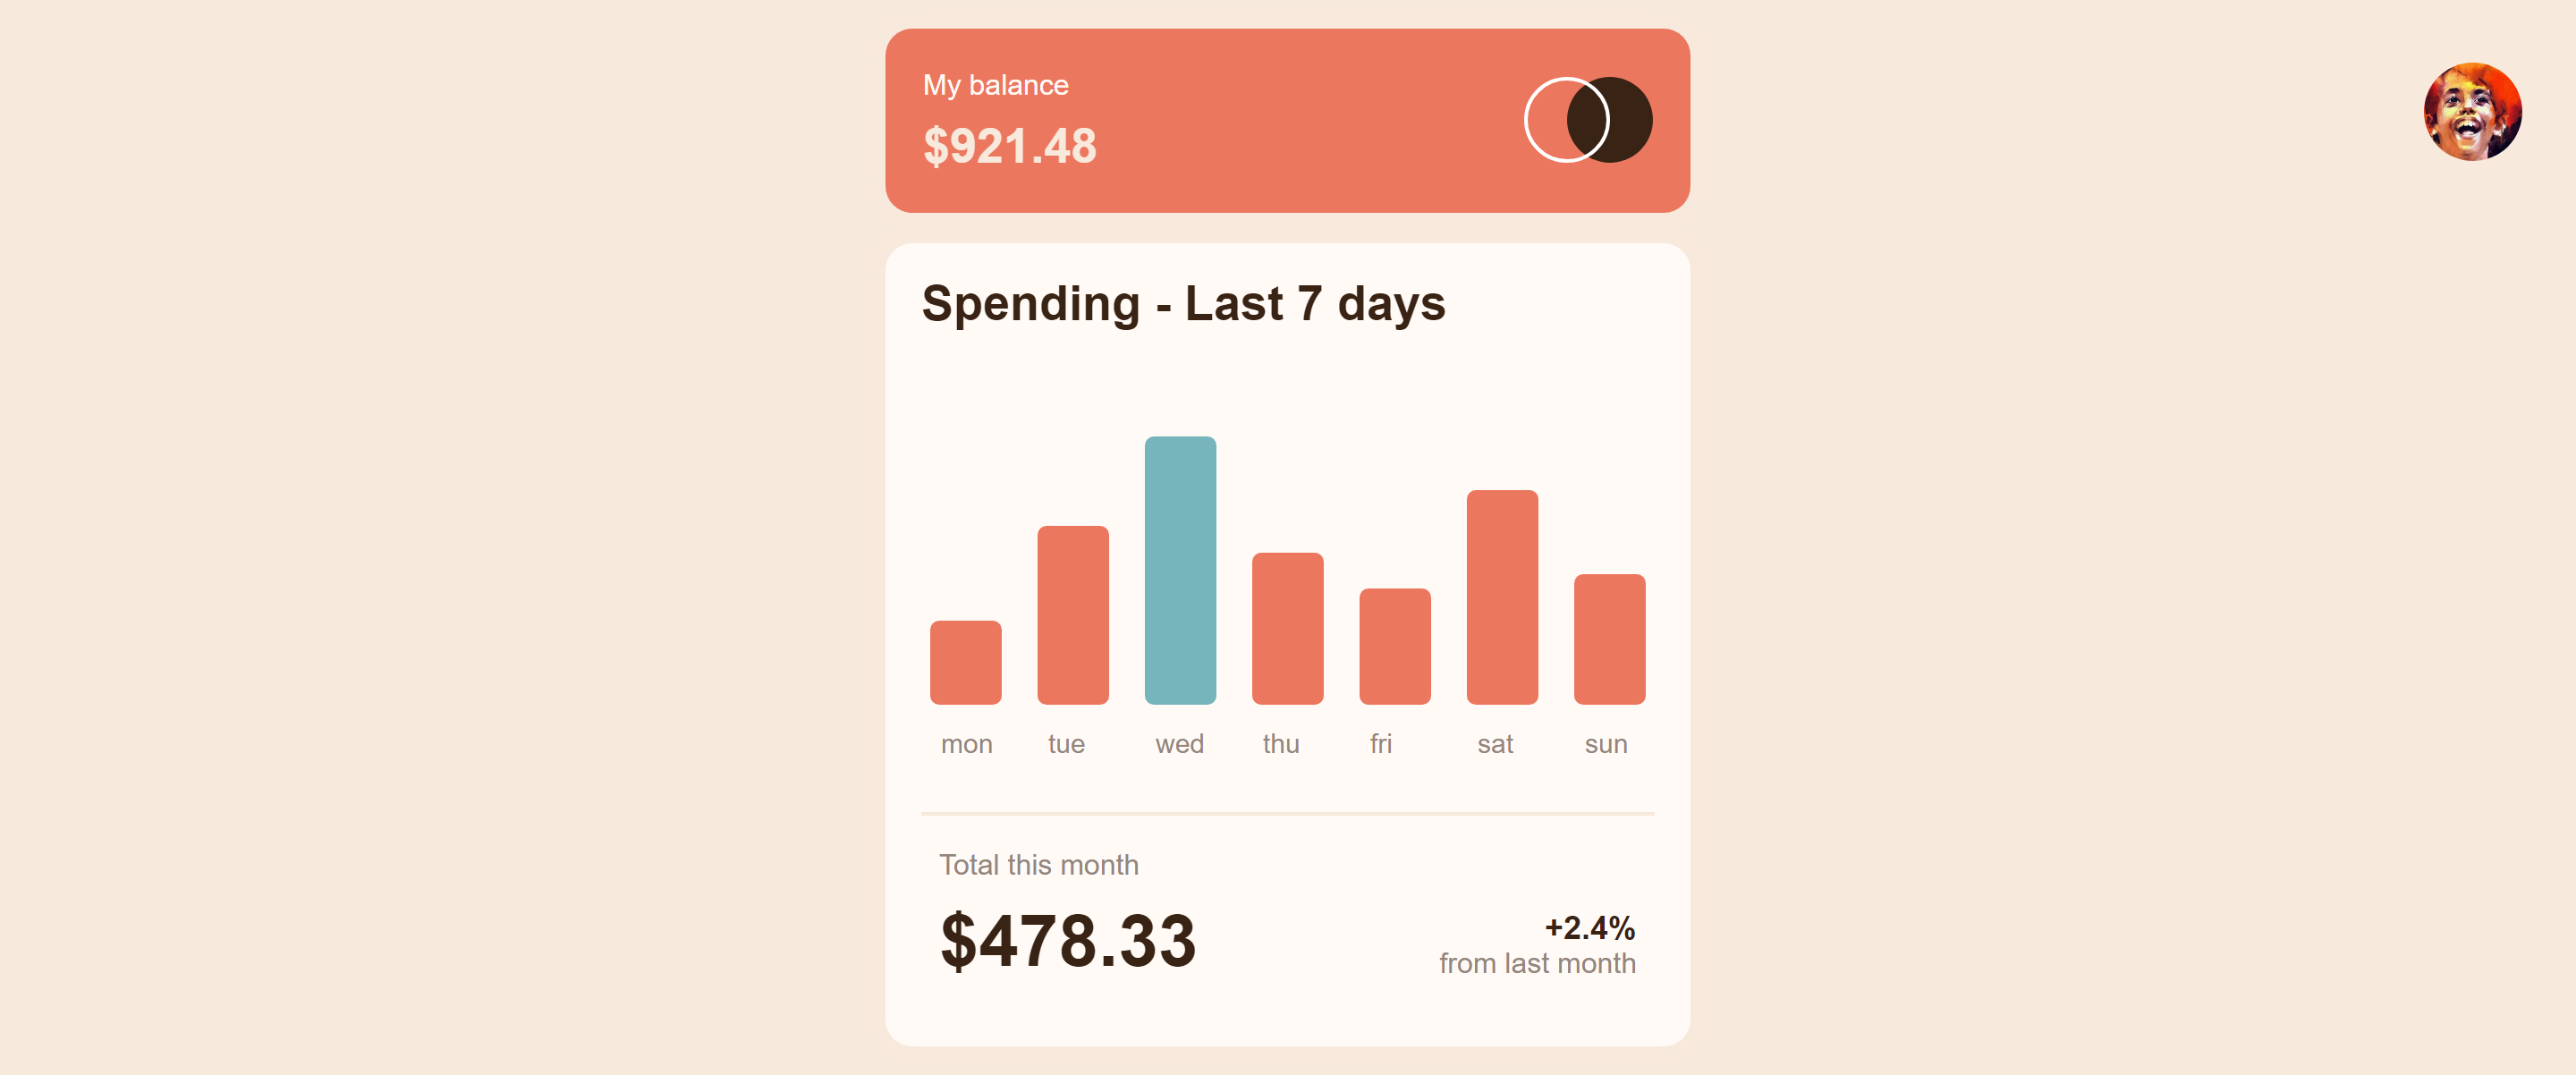 My balance
$921.48
Spending - Last 7 days
mon tue wed thu fri sat sun
Total this month
$478.33
+2.4%
from last month